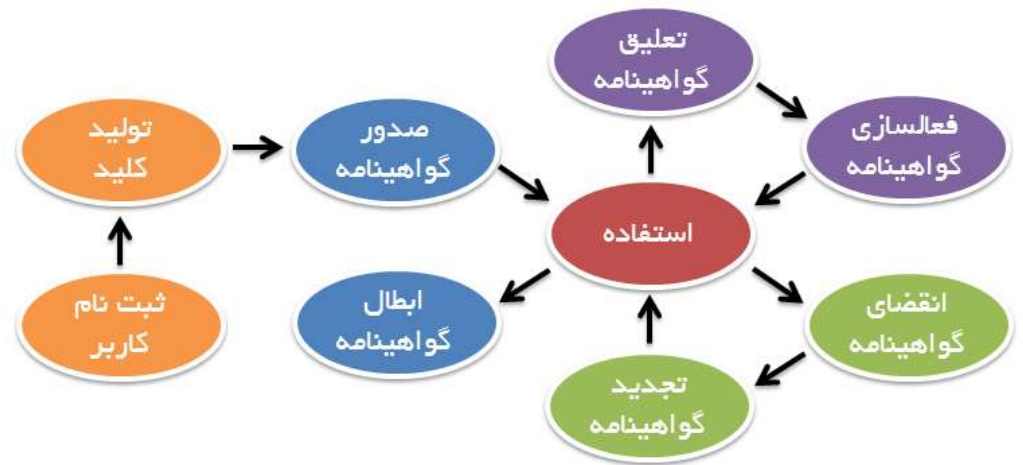 تعلیق
گواهینامه
فعالسازی
گواهینامه
صدور
گواهینامه
تولید
کلید
استفاده
انقضای
گواهینامه
ابطال
گواهینامه
ثبت نام
کاربر
تجدید
گواهینامه